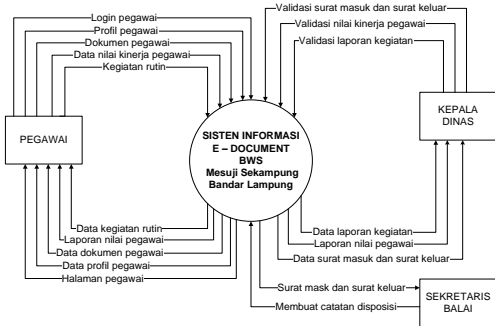 Login pegawai
Profil pegawai
Dokumen pegawai
Data nilai kinerja pegawai
Kegiatan rutin
Validasi surat masuk dan surat keluar
Validasi nilai kinerja pegawai
Validasi laporan kegiatan
PEGAWAI
SISTEN INFORMASI
E – DOCUMENT
BWS
Mesuji Sekampung
Bandar Lampung
KEPALA
DINAS
Data kegiatan rutin
Laporan nilai pegawai
Data dokumen pegawai
Data profil pegawai
Halaman pegawai
Data laporan kegiatan
Laporan nilai pegawai
Data surat masuk dan surat keluar
Surat mask dan surat keluar
Membuat catatan disposisi
SEKRETARIS
BALAI